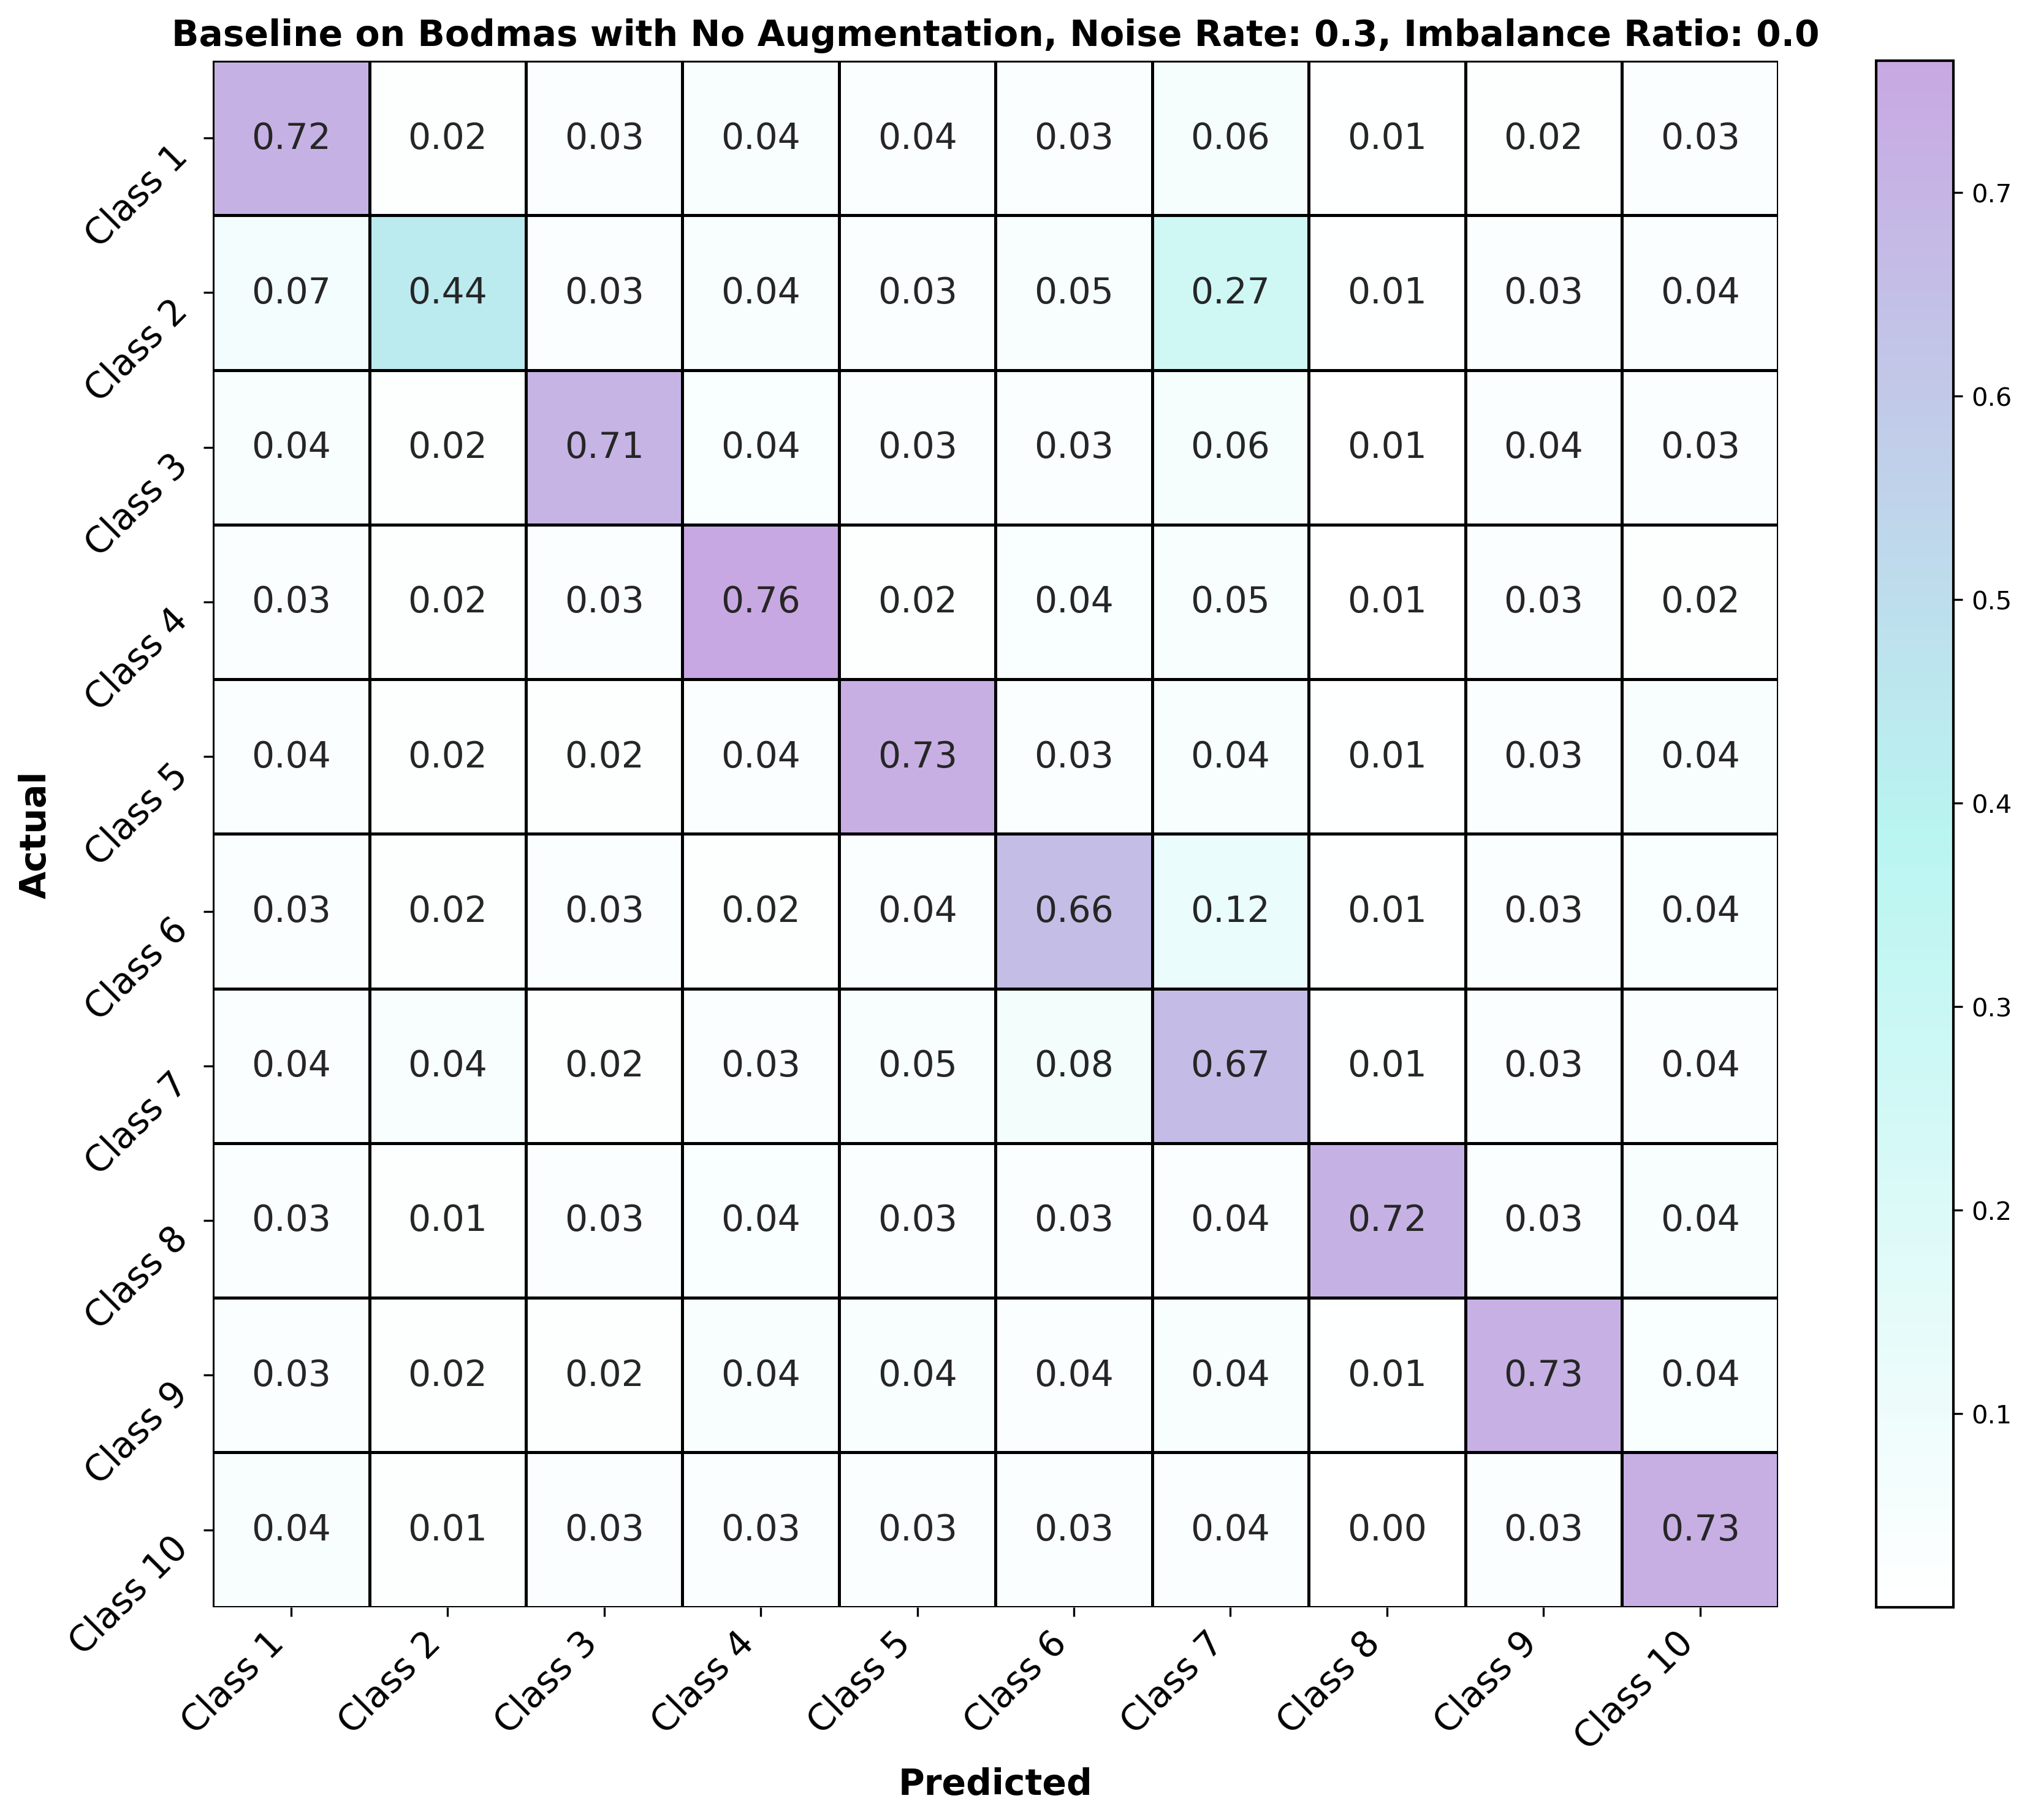 Baseline on Bodmas with No Augmentation, Noise Rate: 0.3, Imbalance Ratio: 0.0
Class 1 0.72 0.02 0.03 0.04 0.04 0.03 0.06 0.01 0.02 0.03
Class 2 0.07 0.44 0.03 0.04 0.03 0.05 0.27 0.01 0.03 0.04
Class 3 0.04 0.02 0.71 0.04 0.03 0.03 0.06 0.01 0.04 0.03
Class 4 0.03 0.02 0.03 0.76 0.02 0.04 0.05 0.01 0.03 0.02
Class 5 0.04 0.02 0.02 0.04 0.73 0.03 0.04 0.01 0.03 0.04
Class 6 0.03 0.02 0.03 0.02 0.04 0.66 0.12 0.01 0.03 0.04
Class 7 0.04 0.04 0.02 0.03 0.05 0.08 0.67 0.01 0.03 0.04
Class 8 0.03 0.01 0.03 0.04 0.03 0.03 0.04 0.72 0.03 0.04
Class 9 0.03 0.02 0.02 0.04 0.04 0.04 0.04 0.01 0.73 0.04
Class 10 0.04 0.01 0.03 0.03 0.03 0.03 0.04 0.00 0.03 0.73
Class 1 Class 2 Class 3 Class 4 Class 5 Class 6 Class 7 Class 8 Class 9 Class 10
Predicted
Actual
0.7
0.6
0.5
0.4
0.3
0.2
0.1